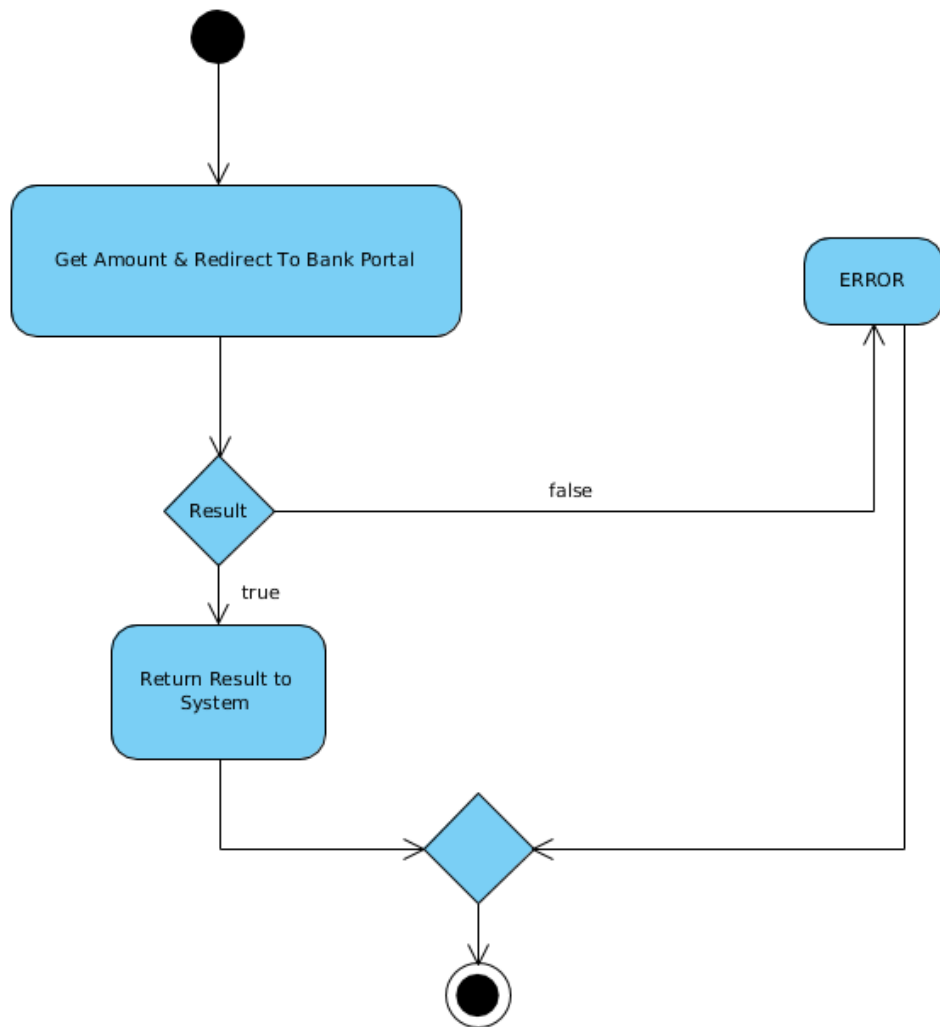 Get Amount & Redirect To Bank Portal
ERROR
false
Result
true
Return Result to
System